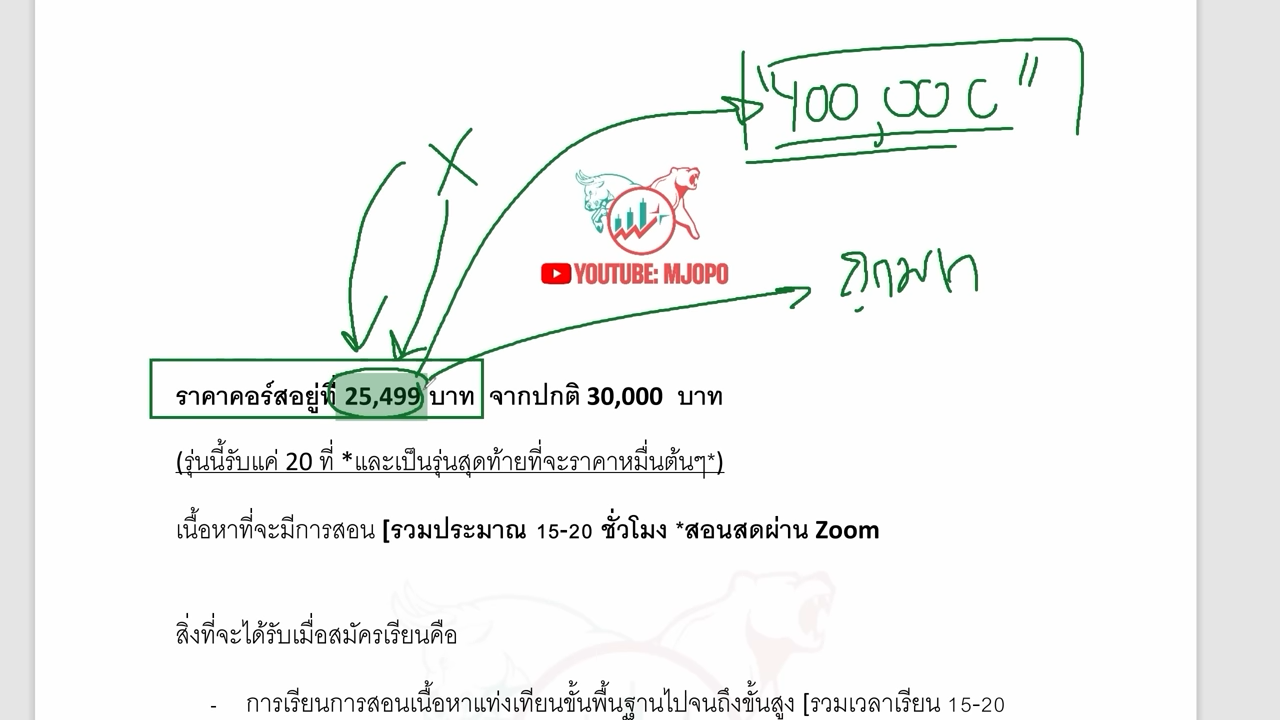 "400,000"
YOUTUBE: MJOPO
ถูกมาก
ราคาคอร์สอยู่ที่ 25,499 บาท จากปกติ 30,000 บาท
(รุ่นนี้รับแค่ 20 ที่ *และเป็นรุ่นสุดท้ายที่จะราคาหมื่นต้นๆ*)
เนื้อหาที่จะมีการสอน [รวมประมาณ 15-20 ชั่วโมง *สอนสดผ่าน Zoom
สิ่งที่จะได้รับเมื่อสมัครเรียนคือ
- การเรียนการสอนเนื้อหาแท่งเทียนขั้นพื้นฐานไปจนถึงขั้นสูง [รวมเวลาเรียน 15-20